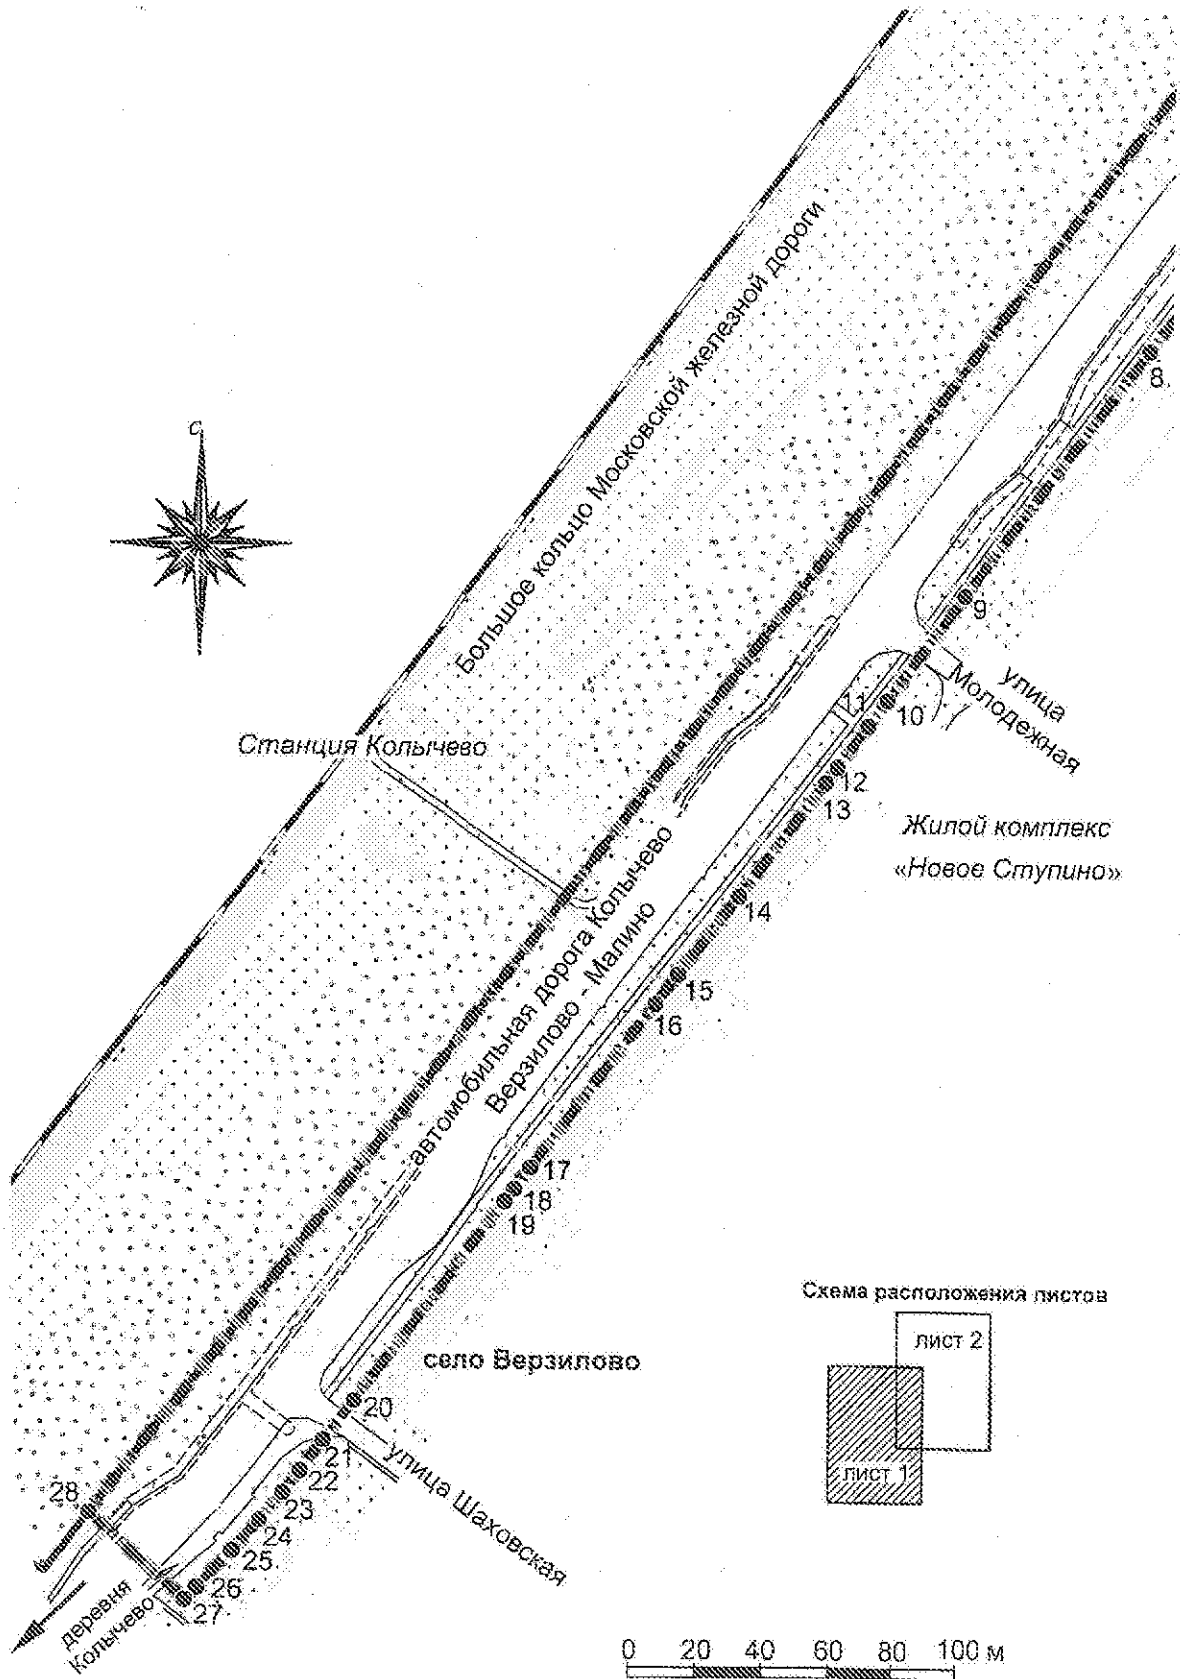 Большое кольцо Московской железной дороги
8
С
9
улица
Молодежная
10
11
Станция Колычево
12
13
Жилой комплекс
«Новое Ступино»
14
автомобильная дорога Колычево
Верзилово - Малино
15
16
17
18
19
Схема расположения листов
лист 2
лист 1
село Верзилово
20
21
улица Шаховская
22
28
23
24
25
26
27
деревня
Колычево
0 20 40 60 80 100 м